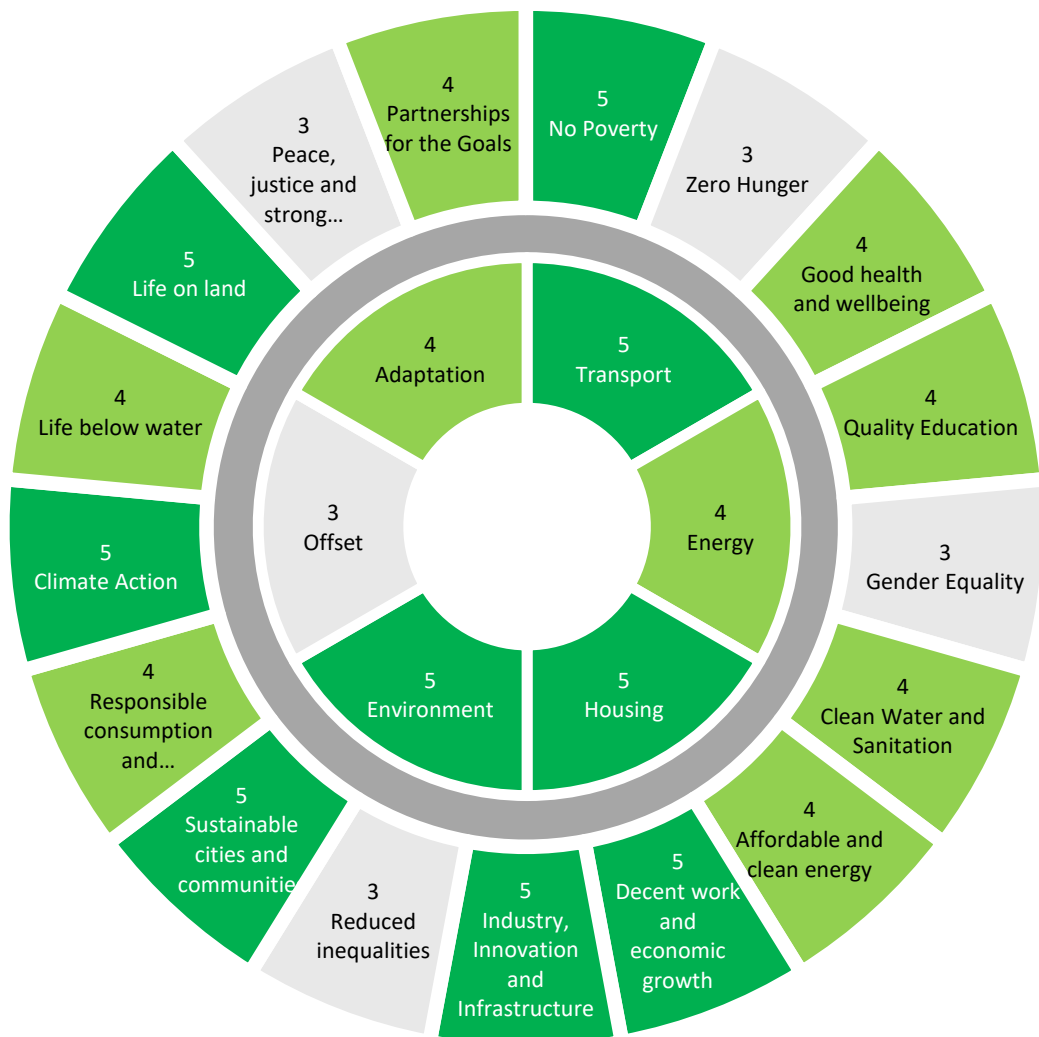 5
No Poverty
3
Zero Hunger
4
Good health
and wellbeing
4
Quality Education
3
Gender Equality
4
Clean Water and
Sanitation
4
Affordable and
clean energy
5
Decent work
and
economic
growth
5
Industry,
Innovation
and
Infrastructure
3
Reduced
inequalities
5
Sustainable
cities and
communitie
4
Responsible
consumption
and...
5
Climate Action
4
Life below water
5
Life on land
3
Peace,
justice and
strong...
4
Partnerships
for the Goals
5
Transport
4
Energy
5
Housing
5
Environment
3
Offset
4
Adaptation